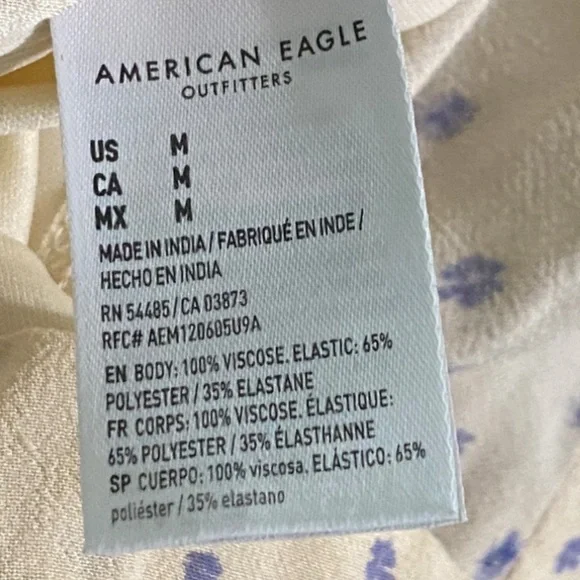 AMERICAN EAGLE
OUTFITTERS
US M
CA M
MX M
MADE IN INDIA / FABRIQUÉ EN INDE /
HECHO EN INDIA
RN 54485 / CA 03873
RFC# AEM120605U9A
EN BODY: 100% VISCOSE. ELASTIC: 65%
POLYESTER / 35% ELASTANE
FR CORPS: 100% VISCOSE. ÉLASTIQUE:
65% POLYESTER / 35% ÉLASTHANNE
SP CUERPO: 100% viscosa. ELÁSTICO: 65%
poliéster / 35% elastano